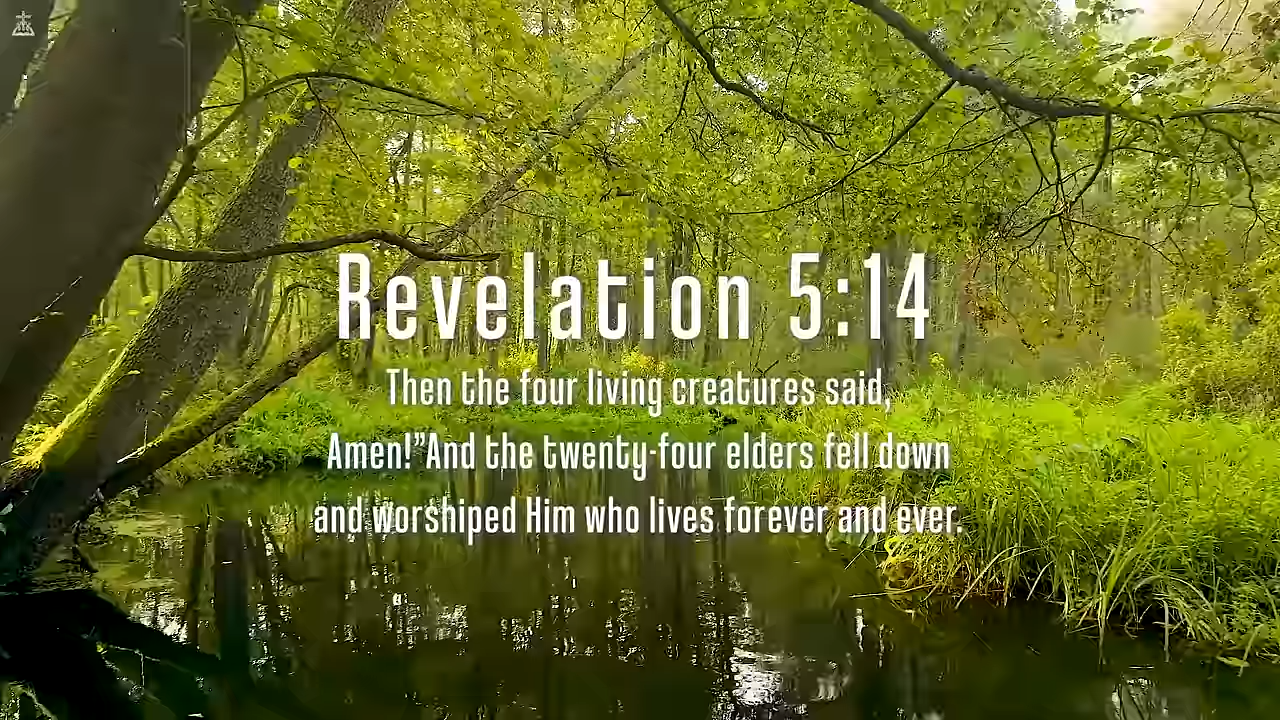 Revelation 5:14
Then the four living creatures said,
Amen!”And the twenty-four elders fell down
and worshiped Him who lives forever and ever.